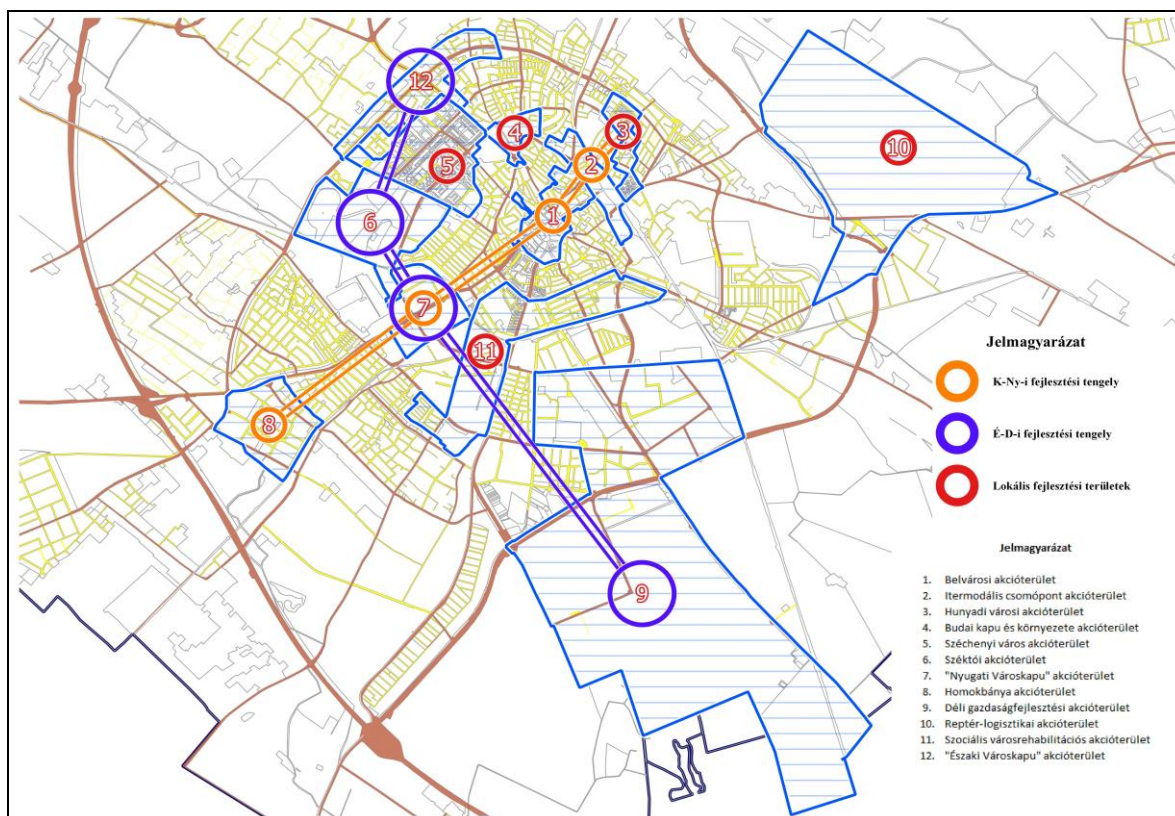 12
4
3
5
2
10
6
1
7
11
8
9
Jelmagyarázat
K-Ny-i fejlesztési tengely
É-D-i fejlesztési tengely
Lokális fejlesztési területek
Jelmagyarázat
1. Belvárosi akcióterület
2. Itermodális csomópont akcióterület
3. Hunyadi városi akcióterület
4. Budai kapu és környezete akcióterület
5. Széchenyi város akcióterület
6. Széktói akcióterület
7. "Nyugati Városkapu" akcióterület
8. Homokbánya akcióterület
9. Déli gazdaságfejlesztési akcióterület
10. Reptér-logisztikai akcióterület
11. Szociális városrehabilitációs akcióterület
12. "Északi Városkapu" akcióterület